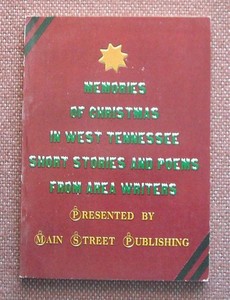 MEMORIES
OF CHRISTMAS
IN WEST TENNESSEE
SHORT STORIES AND POEMS
FROM AREA WRITERS
PRESENTED BY
MAIN STREET PUBLISHING